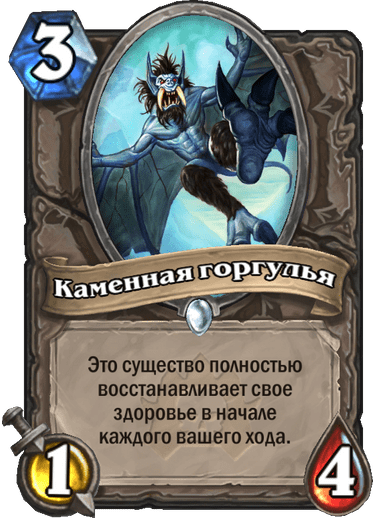 3
Каменная горгулья
Это существо полностью
восстанавливает свое
здоровье в начале
каждого вашего хода.
1
4